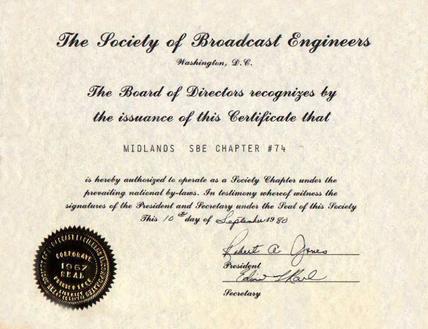 The Society of Broadcast Engineers
Washington, D.C.
The Board of Directors recognizes by
the issuance of this Certificate that
MIDLANDS SBE CHAPTER #74
is hereby authorized to operate as a Society Chapter under the
prevailing national by-laws. In testimony whereof witness the
signatures of the President and Secretary under the Seal of this Society
This 10th day of September 1980
Robert A. Jones
President
Secretary
CORPORATE
1967
SEAL